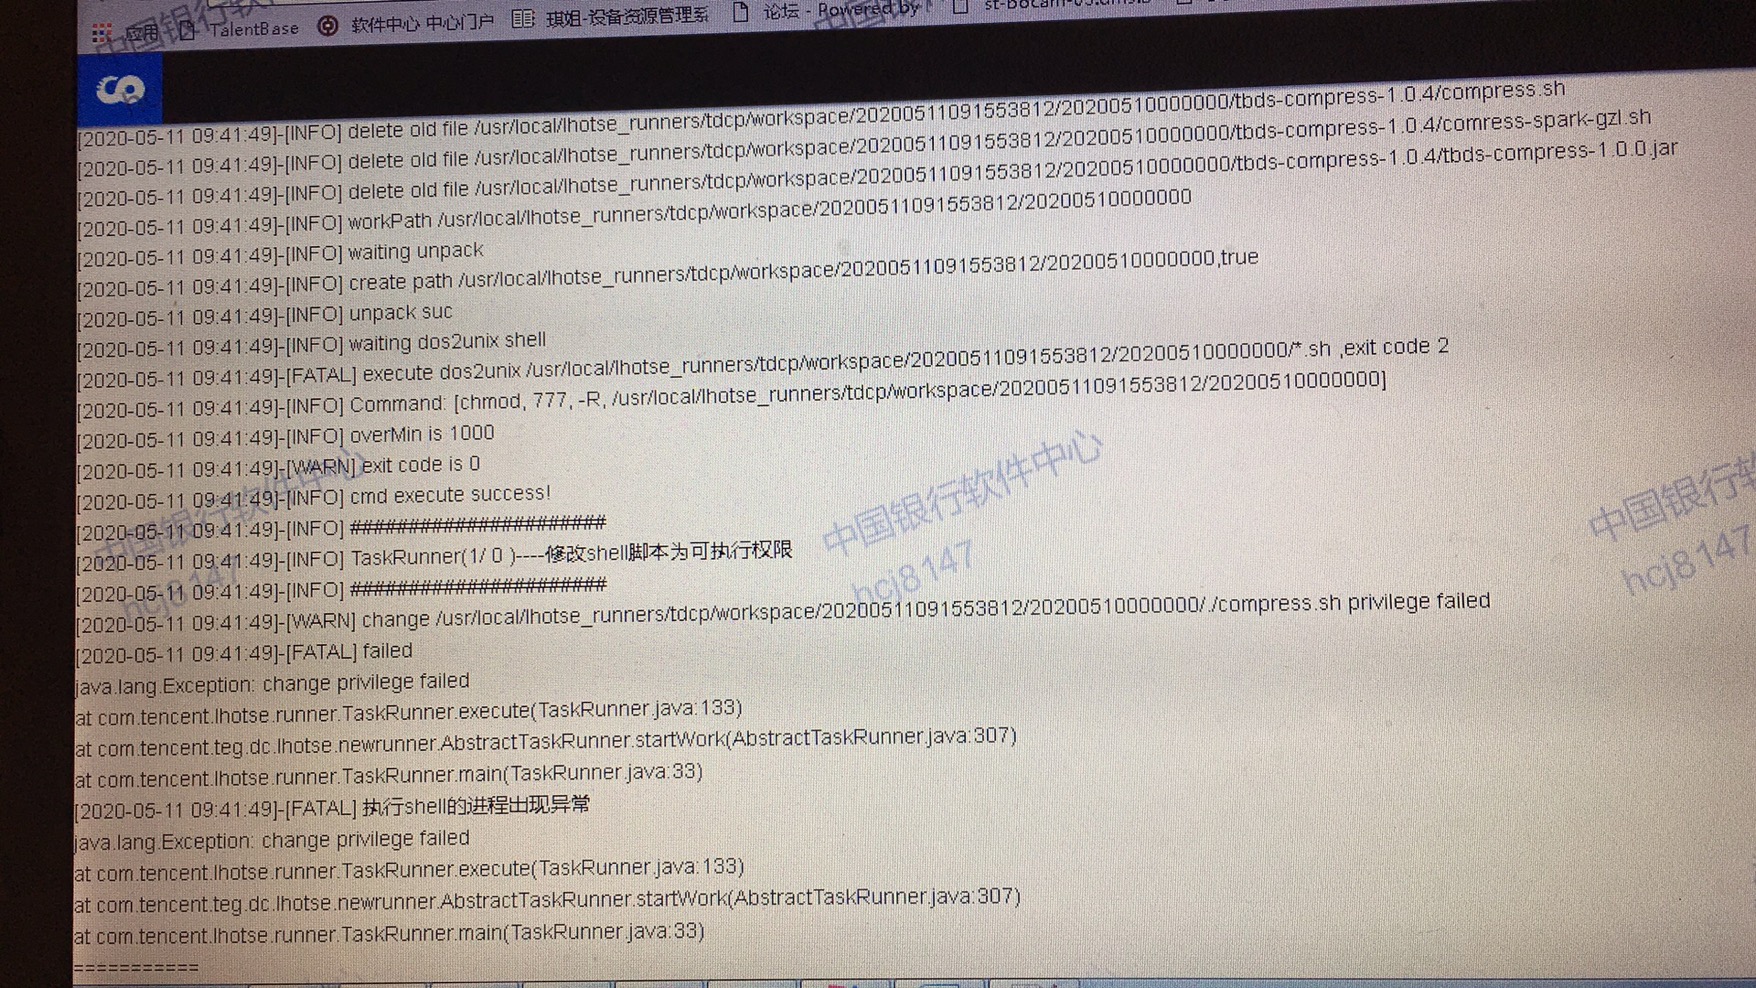 应用 TalentBase 软件中心 中心门户 琪姐-设备资源管理系 论坛 - Powered by
[2020-05-11 09:41:49]-[INFO] delete old file /usr/local/lhotse_runners/tdcp/workspace/20200511091553812/20200510000000/tbds-compress-1.0.4/compress.sh
[2020-05-11 09:41:49]-[INFO] delete old file /usr/local/lhotse_runners/tdcp/workspace/20200511091553812/20200510000000/tbds-compress-1.0.4/comress-spark-gzl.sh
[2020-05-11 09:41:49]-[INFO] delete old file /usr/local/lhotse_runners/tdcp/workspace/20200511091553812/20200510000000/tbds-compress-1.0.4/tbds-compress-1.0.0.jar
[2020-05-11 09:41:49]-[INFO] workPath /usr/local/lhotse_runners/tdcp/workspace/20200511091553812/20200510000000
[2020-05-11 09:41:49]-[INFO] waiting unpack
[2020-05-11 09:41:49]-[INFO] create path /usr/local/lhotse_runners/tdcp/workspace/20200511091553812/20200510000000,true
[2020-05-11 09:41:49]-[INFO] unpack suc
[2020-05-11 09:41:49]-[INFO] waiting dos2unix shell
[2020-05-11 09:41:49]-[FATAL] execute dos2unix /usr/local/lhotse_runners/tdcp/workspace/20200511091553812/20200510000000/*.sh ,exit code 2
[2020-05-11 09:41:49]-[INFO] Command: [chmod, 777, -R, /usr/local/lhotse_runners/tdcp/workspace/20200511091553812/20200510000000]
[2020-05-11 09:41:49]-[INFO] overMin is 1000
[2020-05-11 09:41:49]-[WARN] exit code is 0
[2020-05-11 09:41:49]-[INFO] cmd execute success!
[2020-05-11 09:41:49]-[INFO] ######################
[2020-05-11 09:41:49]-[INFO] TaskRunner(1/ 0 )----修改shell脚本为可执行权限
[2020-05-11 09:41:49]-[INFO] ######################
[2020-05-11 09:41:49]-[WARN] change /usr/local/lhotse_runners/tdcp/workspace/20200511091553812/20200510000000/./compress.sh privilege failed
[2020-05-11 09:41:49]-[FATAL] failed
java.lang.Exception: change privilege failed
at com.tencent.lhotse.runner.TaskRunner.execute(TaskRunner.java:133)
at com.tencent.teg.dc.lhotse.newrunner.AbstractTaskRunner.startWork(AbstractTaskRunner.java:307)
at com.tencent.lhotse.runner.TaskRunner.main(TaskRunner.java:33)
[2020-05-11 09:41:49]-[FATAL] 执行shell的进程出现异常
java.lang.Exception: change privilege failed
at com.tencent.lhotse.runner.TaskRunner.execute(TaskRunner.java:133)
at com.tencent.teg.dc.lhotse.newrunner.AbstractTaskRunner.startWork(AbstractTaskRunner.java:307)
at com.tencent.lhotse.runner.TaskRunner.main(TaskRunner.java:33)
===========
中国银行软件中心
hcj8147
中国银行软件中心
hcj8147
中国银行软
hcj8147